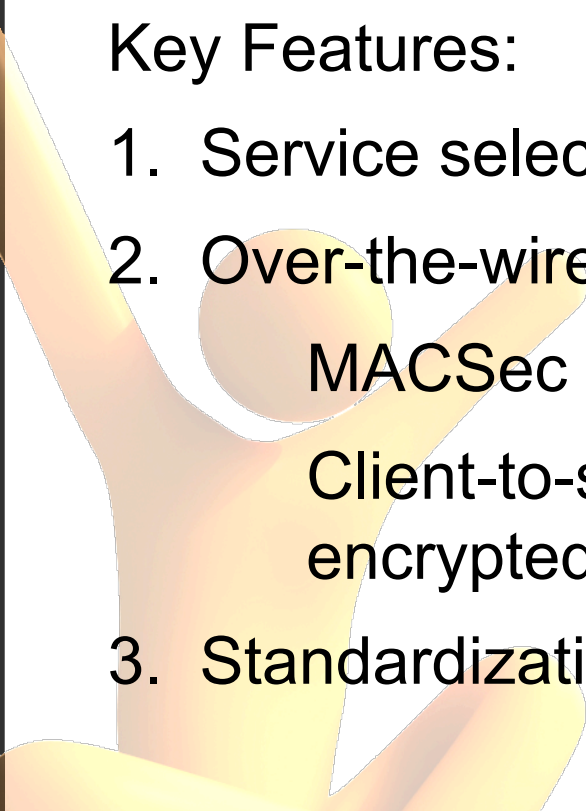 Key Features:
1. Service selec
2. Over-the-wire
MACSec
Client-to-s
encrypted
3. Standardizati